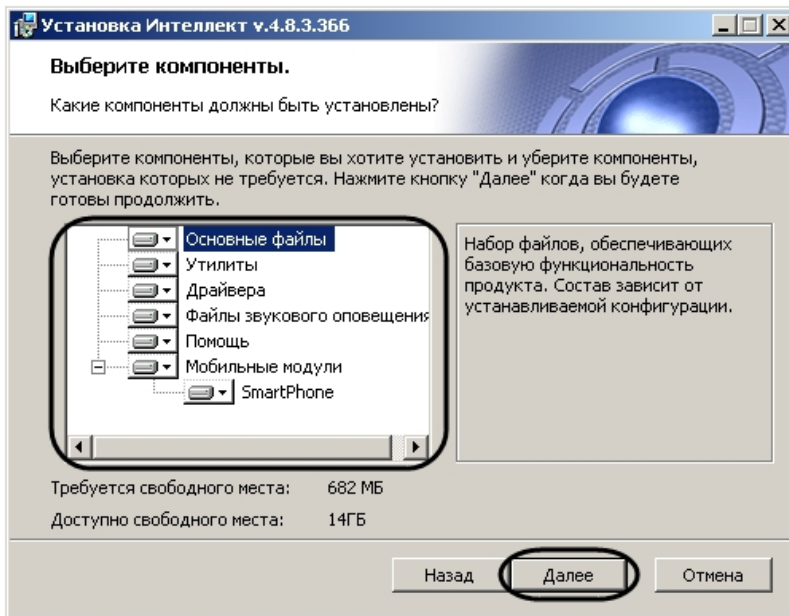 Установка Интеллект v.4.8.3.366
Выберите компоненты.
Какие компоненты должны быть установлены?
Выберите компоненты, которые вы хотите установить и уберите компоненты,
установка которых не требуется. Нажмите кнопку "Далее" когда вы будете
готовы продолжить.
Основные файлы
Утилиты
Драйвера
Файлы звукового оповещения
Помощь
Мобильные модули
SmartPhone
Набор файлов, обеспечивающих
базовую функциональность
продукта. Состав зависит от
устанавливаемой конфигурации.
Требуется свободного места: 682 МБ
Доступно свободного места: 14ГБ
Назад Далее Отмена